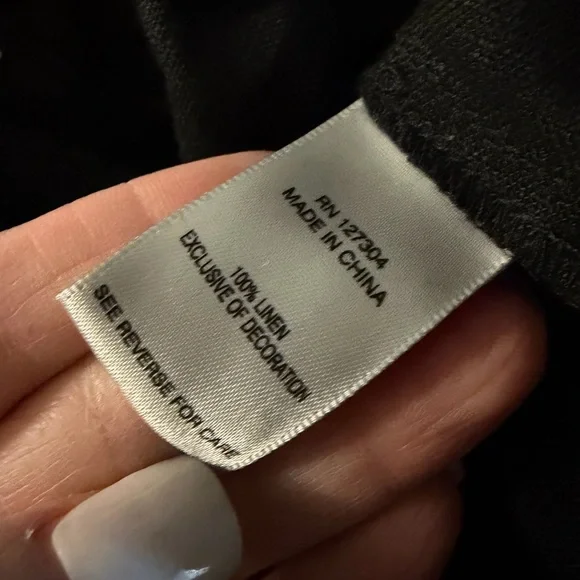 RN 127304
MADE IN CHINA
100% LINEN
EXCLUSIVE OF DECORATION
SEE REVERSE FOR CARE